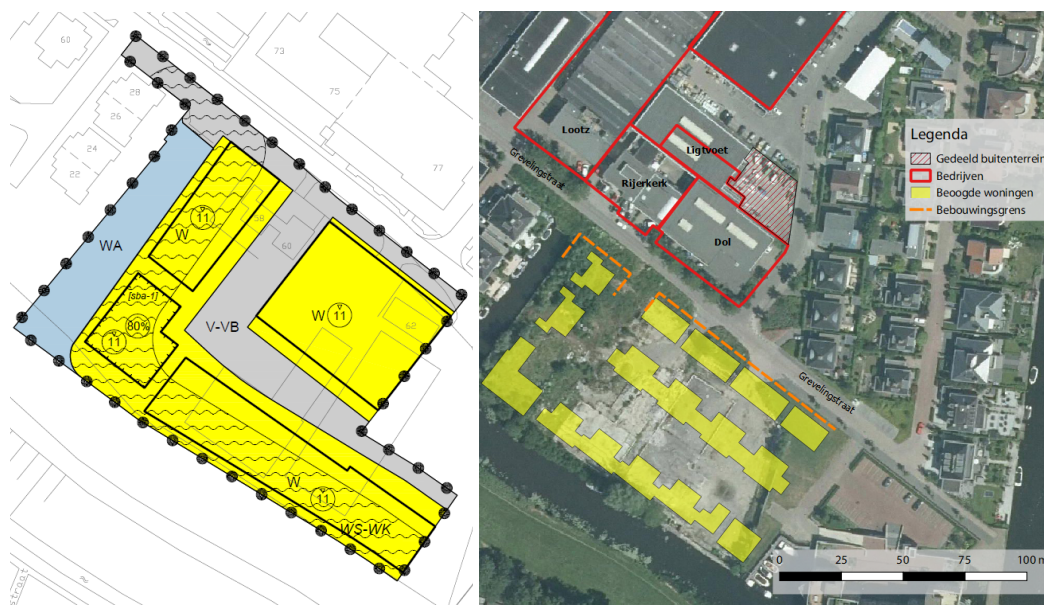 60
73
75
77
28
26
24
22
58
60
62
WA
W
11
[sba-1]
80%
11
V-VB
W
11
W
11
WS-WK
straat
Lootz
Ligtvoet
Rijerkerk
Dol
Grevelingstraat
Grevelingstraat
Legenda
Gedeeld buitenterrein
Bedrijven
Beoogde woningen
Bebouwingsgrens
0 25 50 75 100 m